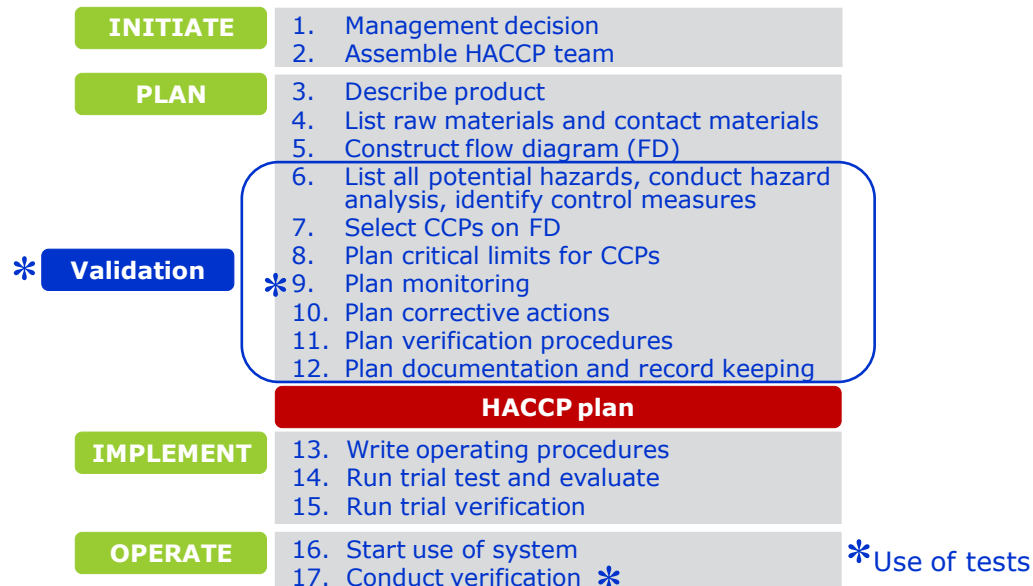 INITIATE
1. Management decision
2. Assemble HACCP team
PLAN
3. Describe product
4. List raw materials and contact materials
5. Construct flow diagram (FD)
6. List all potential hazards, conduct hazard
analysis, identify control measures
7. Select CCPs on FD
8. Plan critical limits for CCPs
* Validation
* 9. Plan monitoring
10. Plan corrective actions
11. Plan verification procedures
12. Plan documentation and record keeping
HACCP plan
IMPLEMENT
13. Write operating procedures
14. Run trial test and evaluate
15. Run trial verification
OPERATE
16. Start use of system
17. Conduct verification *
* Use of tests